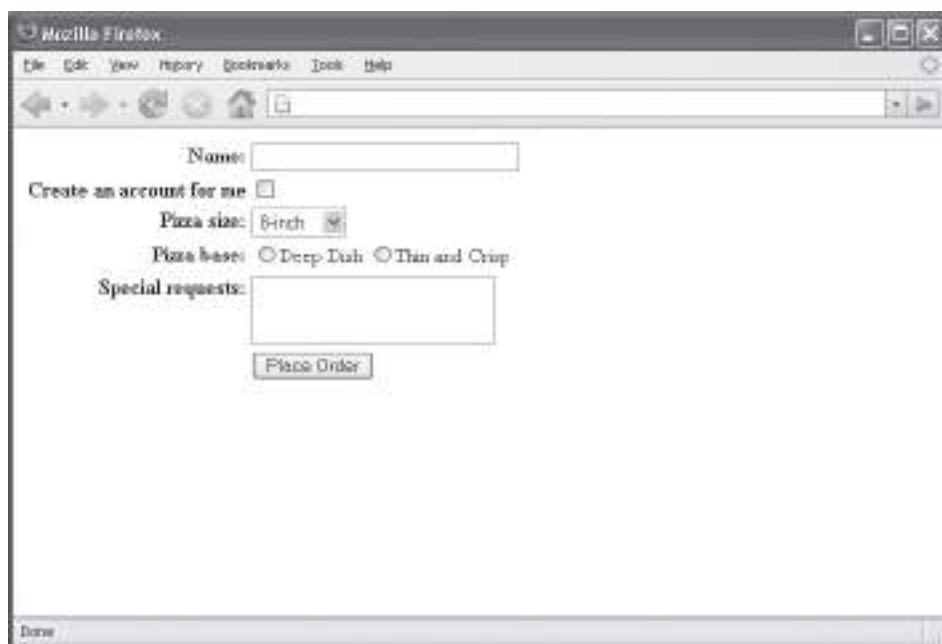 Mozilla Firefox
File Edit View History Bookmarks Tools Help
Name:
Create an account for me
Pizza size: 8-inch
Pizza base: Deep Dish Thin and Crisp
Special requests:
Place Order
Done